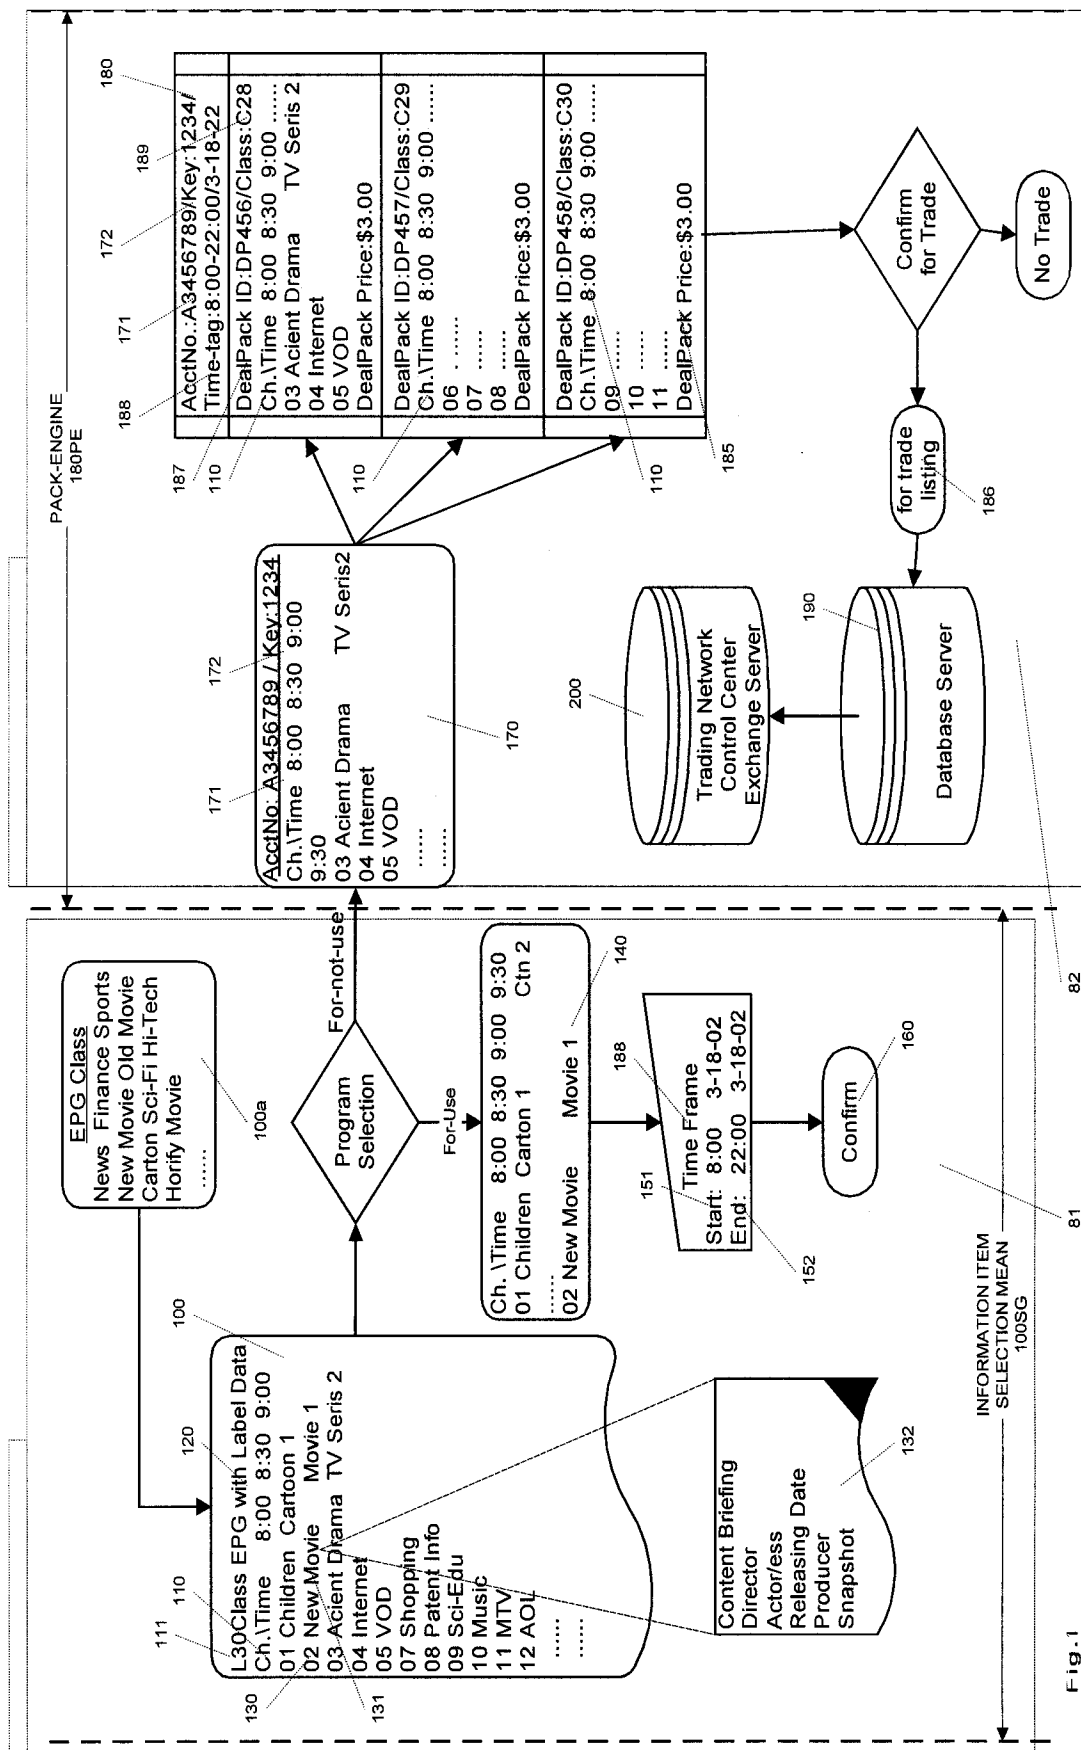 PACK-ENGINE
180PE
EPG Class
News Finance Sports
New Movie Old Movie
Carton Sci-Fi Hi-Tech
Horify Movie
......
100a
111
110
120
100
L30Class EPG with Label Data
Ch.\Time 8:00 8:30 9:00
01 Children Cartoon 1
02 New Movie Movie 1
03 Acient Drama TV Seris 2
04 Internet
05 VOD
07 Shopping
08 Patent Info
09 Sci-Edu
10 Music
11 MTV
12 AOL
......
......
130
131
Content Briefing
Director
Actor/ess
Releasing Date
Producer
Snapshot
132
Program
Selection
For-not-use
For-Use
Ch. \Time 8:00 8:30 9:00 9:30
01 Children Carton 1 Ctn 2
......
02 New Movie Movie 1
140
151
188
Time Frame
Start: 8:00 3-18-02
End: 22:00 3-18-02
152
Confirm
160
81
INFORMATION ITEM
SELECTION MEAN
100SG
171
172
AcctNo: A3456789 / Key:1234
Ch.\Time 8:00 8:30 9:00
9:30
03 Acient Drama TV Seris2
04 Internet
05 VOD
......
......
170
188
171
172
180
AcctNo.:A3456789/Key:1234/
Time-tag:8:00-22:00/3-18-22
187
189
DealPack ID:DP456/Class:C28
110
Ch.\Time 8:00 8:30 9:00 ......
03 Acient Drama TV Seris 2
04 Internet
05 VOD
DealPack Price:$3.00
DealPack ID:DP457/Class:C29
110
Ch.\Time 8:00 8:30 9:00 ......
06 ......
07 ......
08 ......
DealPack Price:$3.00
DealPack ID:DP458/Class:C30
Ch.\Time 8:00 8:30 9:00 ......
09 ......
10 ......
11 ......
DealPack Price:$3.00
110
185
Confirm
for Trade
No Trade
for trade
listing
186
200
Trading Network
Control Center
Exchange Server
190
Database Server
82
Fig.1